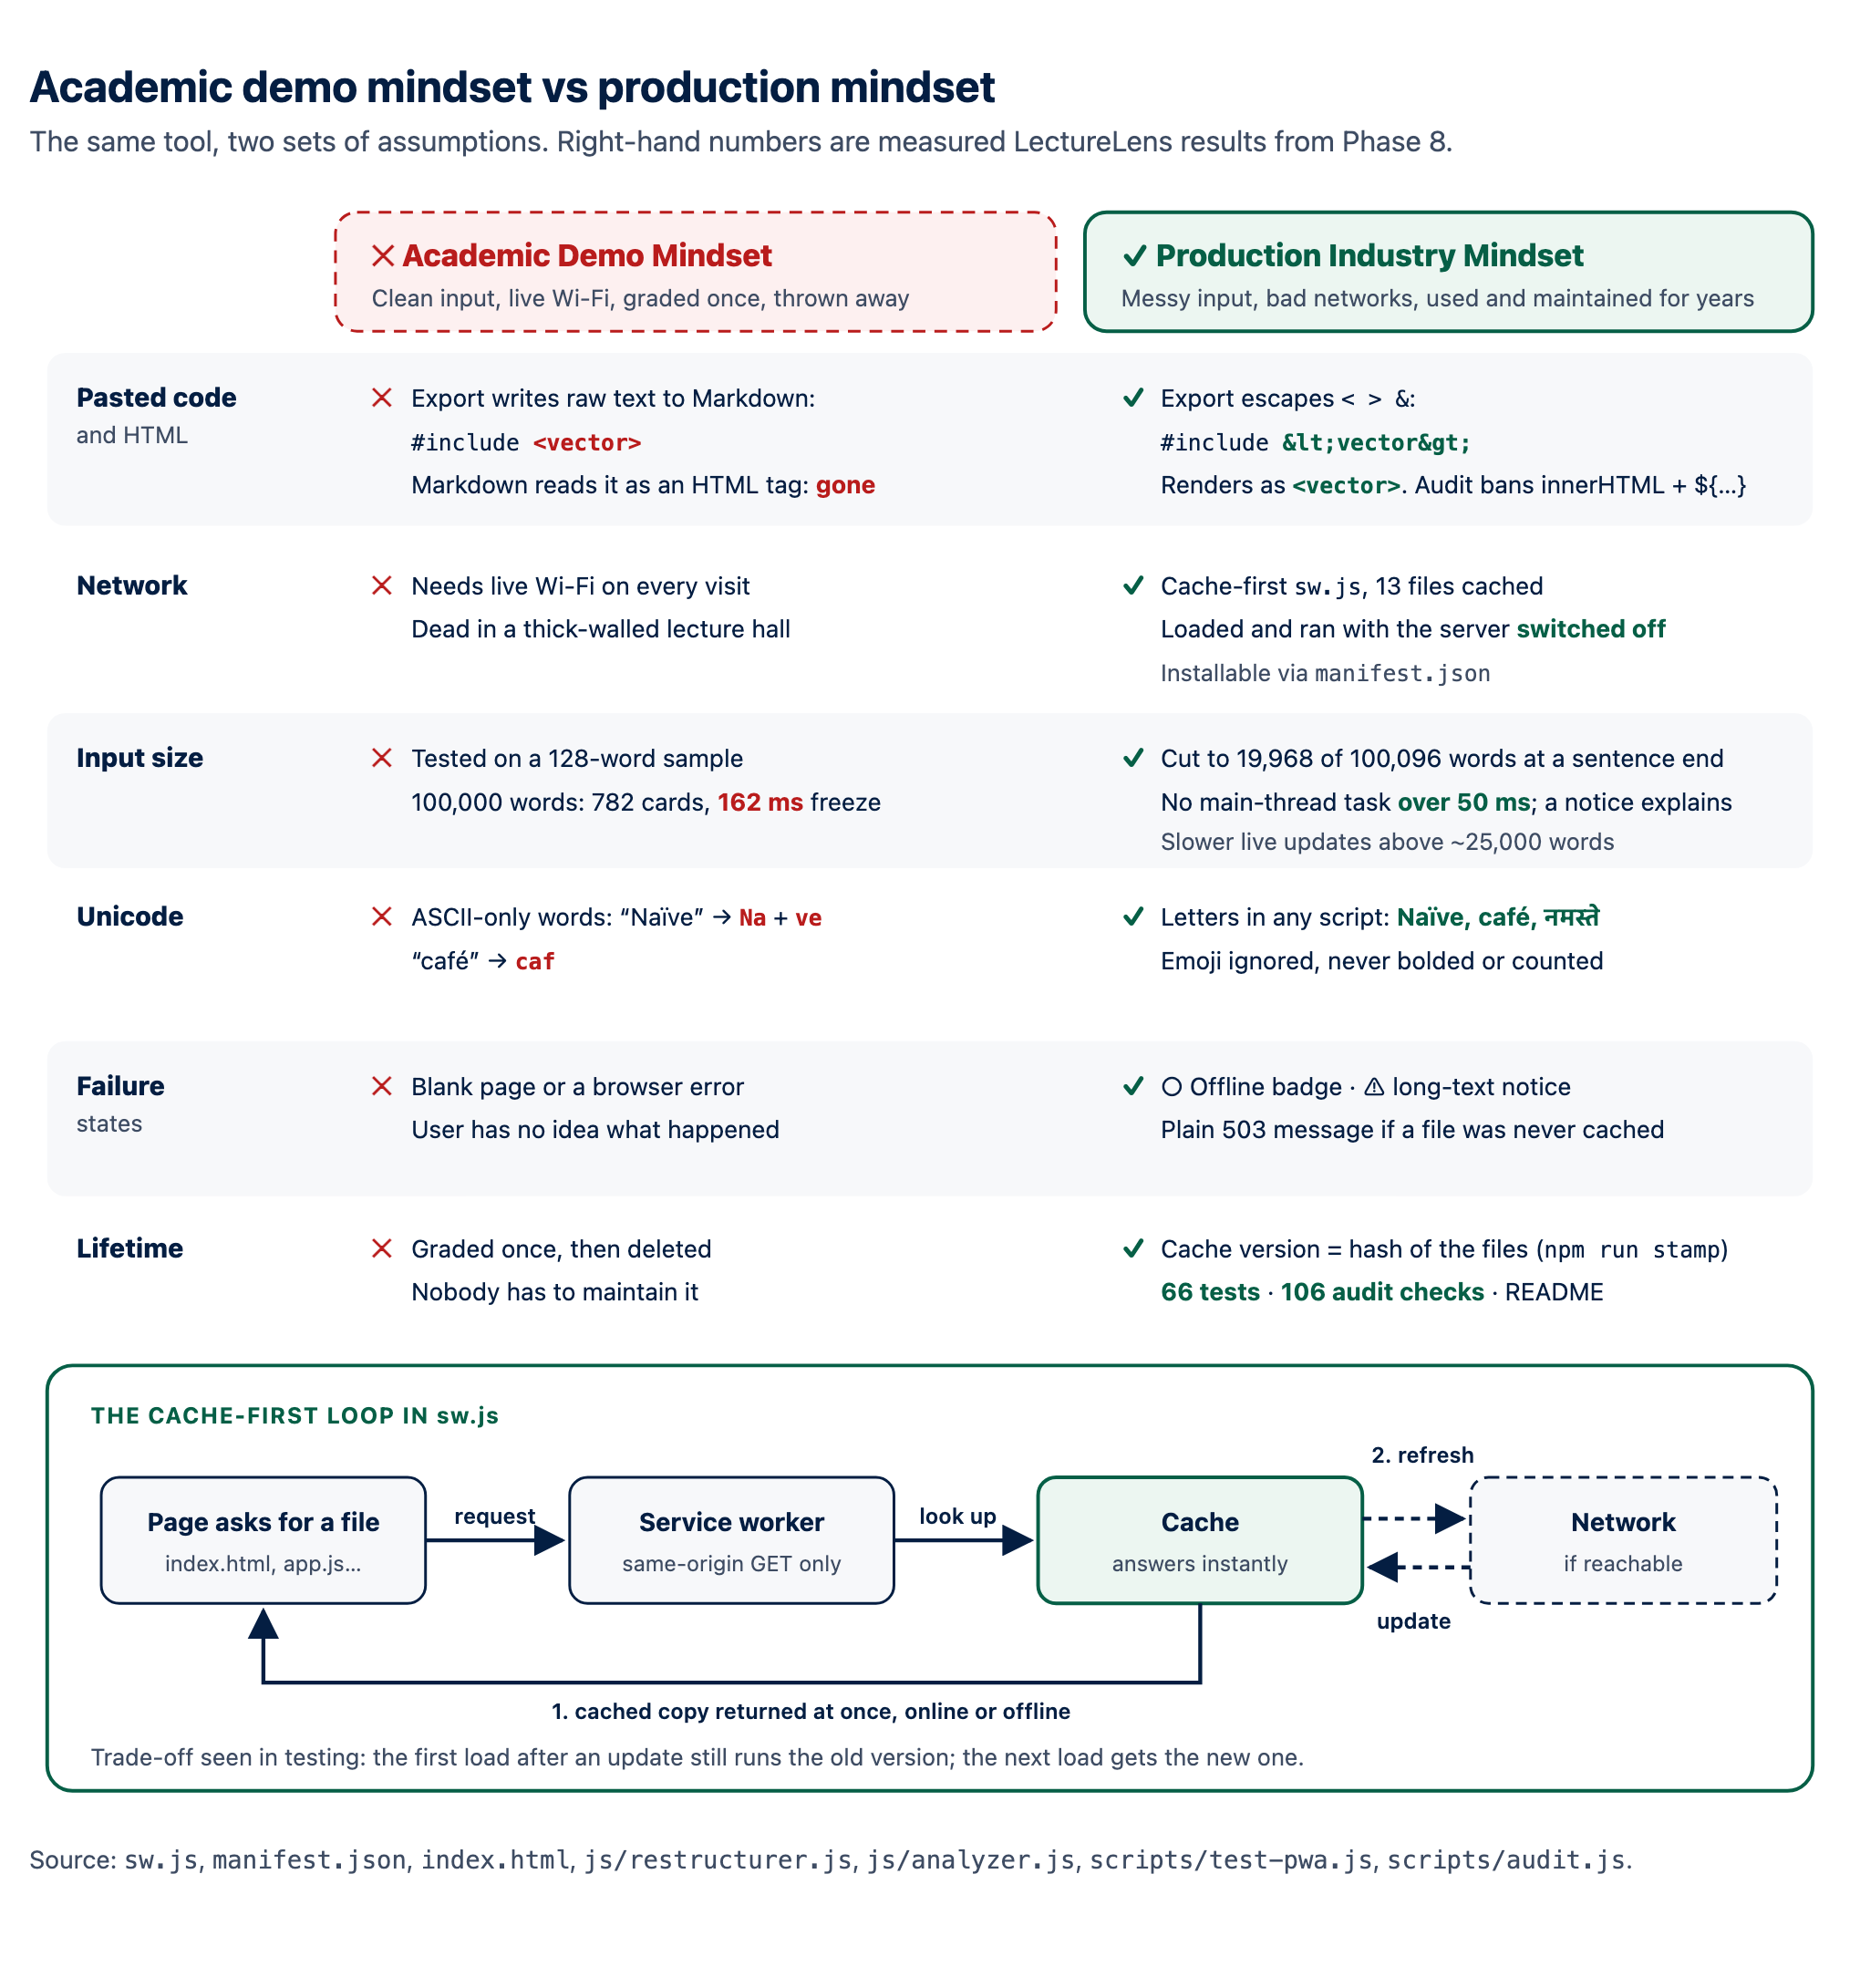 Academic demo mindset vs production mindset
The same tool, two sets of assumptions. Right-hand numbers are measured LectureLens results from Phase 8.
✕ Academic Demo Mindset
Clean input, live Wi-Fi, graded once, thrown away
✓ Production Industry Mindset
Messy input, bad networks, used and maintained for years
Pasted code
and HTML
✕ Export writes raw text to Markdown:
#include <vector>
Markdown reads it as an HTML tag: gone
✓ Export escapes < > &:
#include &lt;vector&gt;
Renders as <vector>. Audit bans innerHTML + ${...}
Network
✕ Needs live Wi-Fi on every visit
Dead in a thick-walled lecture hall
✓ Cache-first sw.js, 13 files cached
Loaded and ran with the server switched off
Installable via manifest.json
Input size
✕ Tested on a 128-word sample
100,000 words: 782 cards, 162 ms freeze
✓ Cut to 19,968 of 100,096 words at a sentence end
No main-thread task over 50 ms; a notice explains
Slower live updates above ~25,000 words
Unicode
✕ ASCII-only words: “Naïve” → Na + ve
“café” → caf
✓ Letters in any script: Naïve, café, नमस्ते
Emoji ignored, never bolded or counted
Failure
states
✕ Blank page or a browser error
User has no idea what happened
✓ ○ Offline badge · ⚠ long-text notice
Plain 503 message if a file was never cached
Lifetime
✕ Graded once, then deleted
Nobody has to maintain it
✓ Cache version = hash of the files (npm run stamp)
66 tests · 106 audit checks · README
THE CACHE-FIRST LOOP IN sw.js
Page asks for a file
index.html, app.js...
request
Service worker
same-origin GET only
look up
Cache
answers instantly
2. refresh
update
Network
if reachable
1. cached copy returned at once, online or offline
Trade-off seen in testing: the first load after an update still runs the old version; the next load gets the new one.
Source: sw.js, manifest.json, index.html, js/restructurer.js, js/analyzer.js, scripts/test-pwa.js, scripts/audit.js.